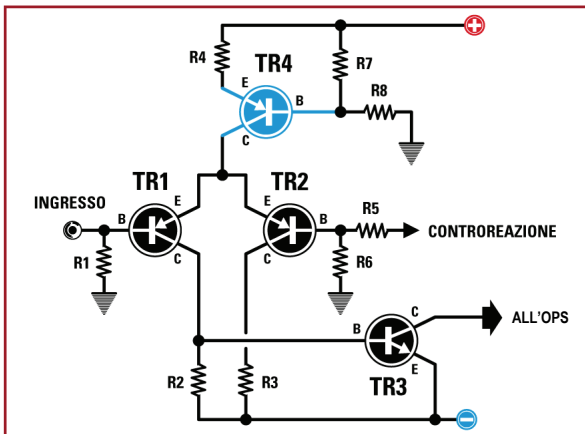 +
R4
R7
TR4
E
R8
B
C
TR1
TR2
INGRESSO
E
E
R5
B
B
CONTROREAZIONE
R1
C
C
R6
C
ALL'OPS
B
R2
R3
E
TR3
−